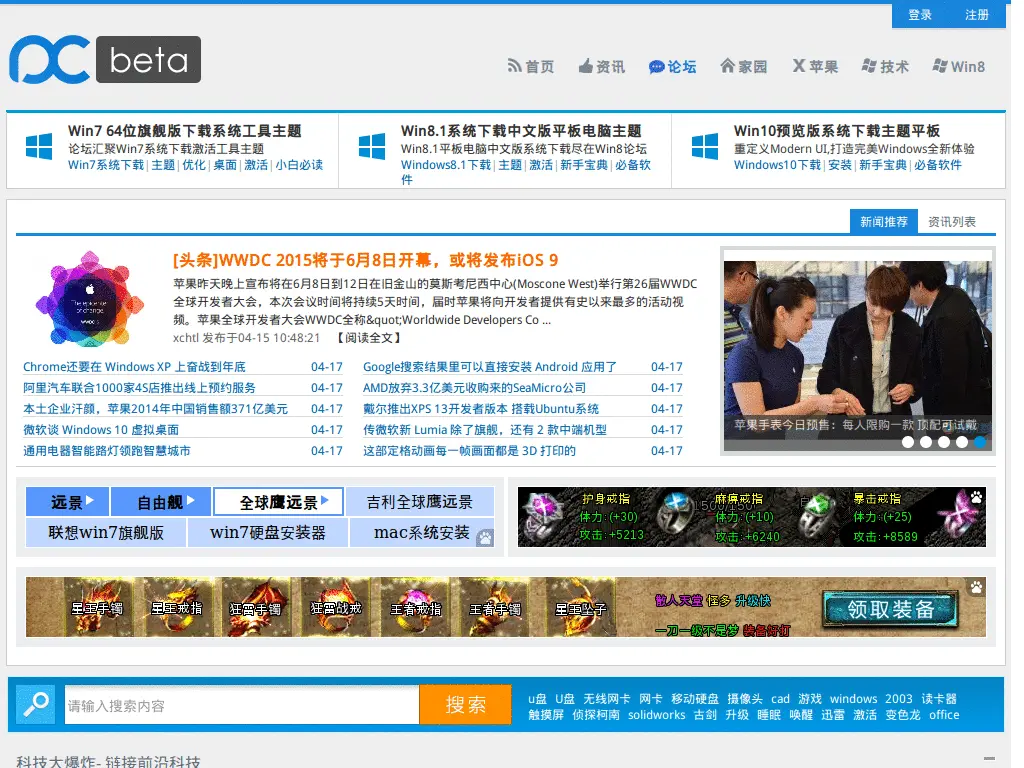 登录 注册
pc beta
首页 资讯 论坛 家园 苹果 技术 Win8
Win7 64位旗舰版下载系统工具主题
论坛汇聚Win7系统下载激活工具主题
Win7系统下载|主题|优化|桌面|激活|小白必读
Win8.1系统下载中文版平板电脑主题
Win8.1平板电脑中文版系统下载尽在Win8论坛
Windows8.1下载|主题|激活|新手宝典|必备软
件
Win10预览版系统下载主题平板
重定义Modern UI,打造完美Windows全新体验
Windows10下载|安装|新手宝典|必备软件
新闻推荐 资讯列表
The epicenter
of change.
WWDC15
[头条]WWDC 2015将于6月8日开幕，或将发布iOS 9
苹果昨天晚上宣布将在6月8日到12日在旧金山的莫斯考尼西中心(Moscone West)举行第26届WWDC
全球开发者大会，本次会议时间将持续5天时间，届时苹果将向开发者提供有史以来最多的活动视
频。苹果全球开发者大会WWDC全称&quot;Worldwide Developers Co ...
xchtl 发布于04-15 10:48:21 【阅读全文】
Chrome还要在 Windows XP 上奋战到年底 04-17
阿里汽车联合1000家4S店推出线上预约服务 04-17
本土企业汗颜，苹果2014年中国销售额371亿美元 04-17
微软谈 Windows 10 虚拟桌面 04-17
通用电器智能路灯领跑智慧城市 04-17
Google搜索结果里可以直接安装 Android 应用了 04-17
AMD放弃3.3亿美元收购来的SeaMicro公司 04-17
戴尔推出XPS 13开发者版本 搭载Ubuntu系统 04-17
传微软新 Lumia 除了旗舰，还有 2 款中端机型 04-17
这部定格动画每一帧画面都是 3D 打印的 04-17
苹果手表今日预售：每人限购一款 顶配可试戴
远景 自由舰 全球鹰远景 吉利全球鹰远景
联想win7旗舰版 win7硬盘安装器 mac系统安装
护身戒指
体力:(+30)
攻击:+5213
1500/1500
麻痹戒指
体力:(+10)
攻击:+6240
暴击戒指
体力:(+25)
攻击:+8589
星王手镯 星王戒指 狂雷手镯 狂雷战戒 王者戒指 王者手镯 星王坠子
散人天堂 怪多 升级快
一刀一级不是梦 装备好打
领取装备
请输入搜索内容
搜索
u盘 U盘 无线网卡 网卡 移动硬盘 摄像头 cad 游戏 windows 2003 读卡器
触摸屏 侦探柯南 solidworks 古剑 升级 睡眠 唤醒 迅雷 激活 变色龙 office
科技大爆炸- 链接前沿科技